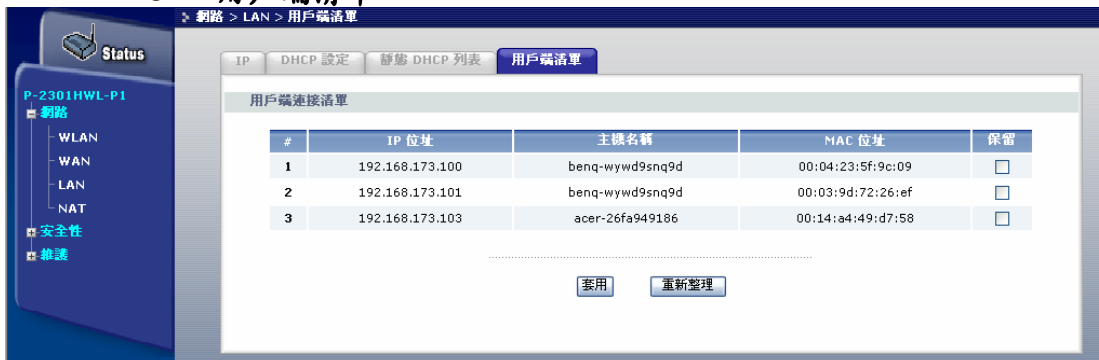 用戶端清單
網路 > LAN > 用戶端清單
Status
IP
DHCP 設定
靜態 DHCP 列表
用戶端清單
P-2301HWL-P1
網路
WLAN
WAN
LAN
NAT
安全性
維護
用戶端連接清單
# IP 位址 主機名稱 MAC 位址 保留
1 192.168.173.100 benq-wywd9snq9d 00:04:23:5f:9c:09
2 192.168.173.101 benq-wywd9snq9d 00:03:9d:72:26:ef
3 192.168.173.103 acer-26fa949186 00:14:a4:49:d7:58
套用
重新整理